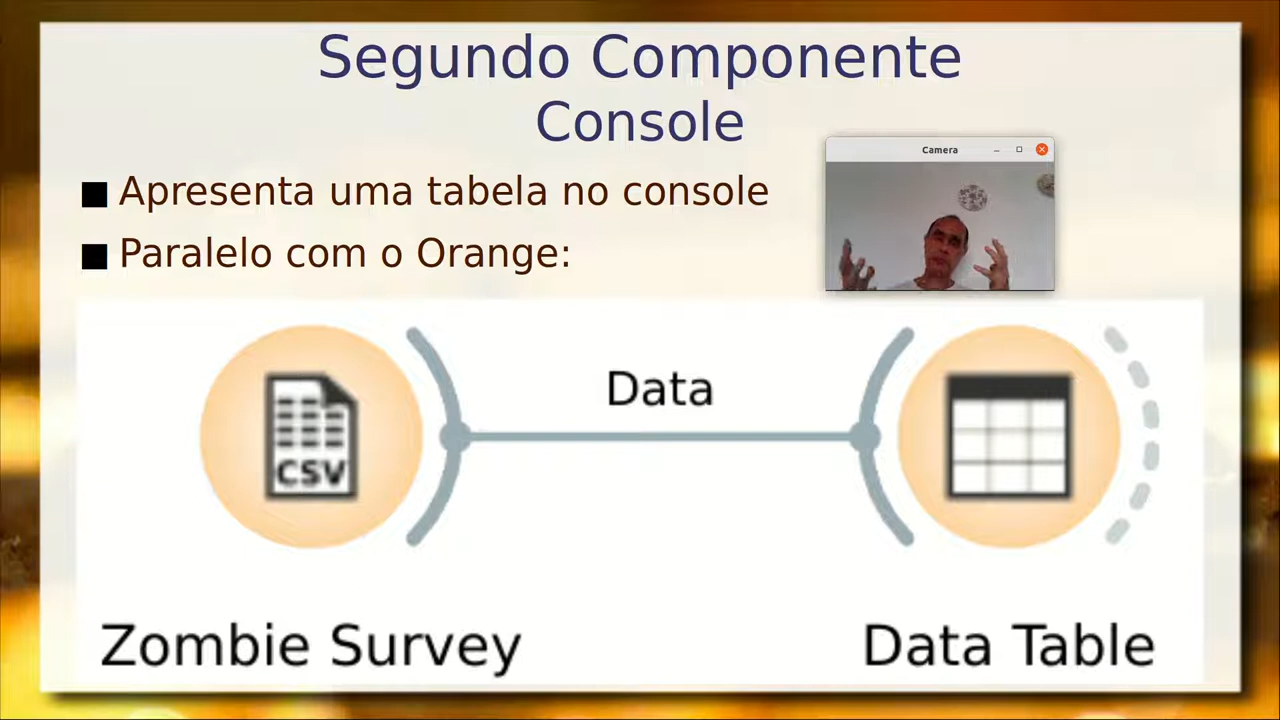 Segundo Componente
Console
Camera
Apresenta uma tabela no console
Paralelo com o Orange:
Data
CSV
Zombie Survey
Data Table